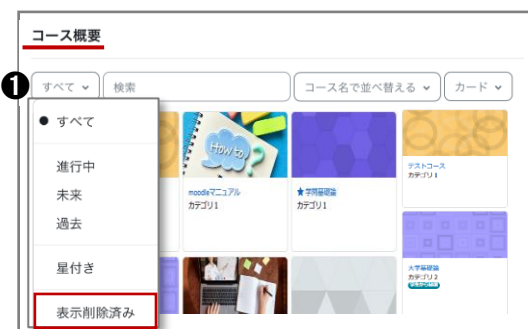 コース概要
❶
すべて
検索
コース名で並べ替える
カード
すべて
進行中
未来
過去
星付き
表示削除済み
How to
moodleマニュアル
カテゴリ1
★学問基礎論
カテゴリ1
テストコース
カテゴリ1
大学基礎論
カテゴリ2